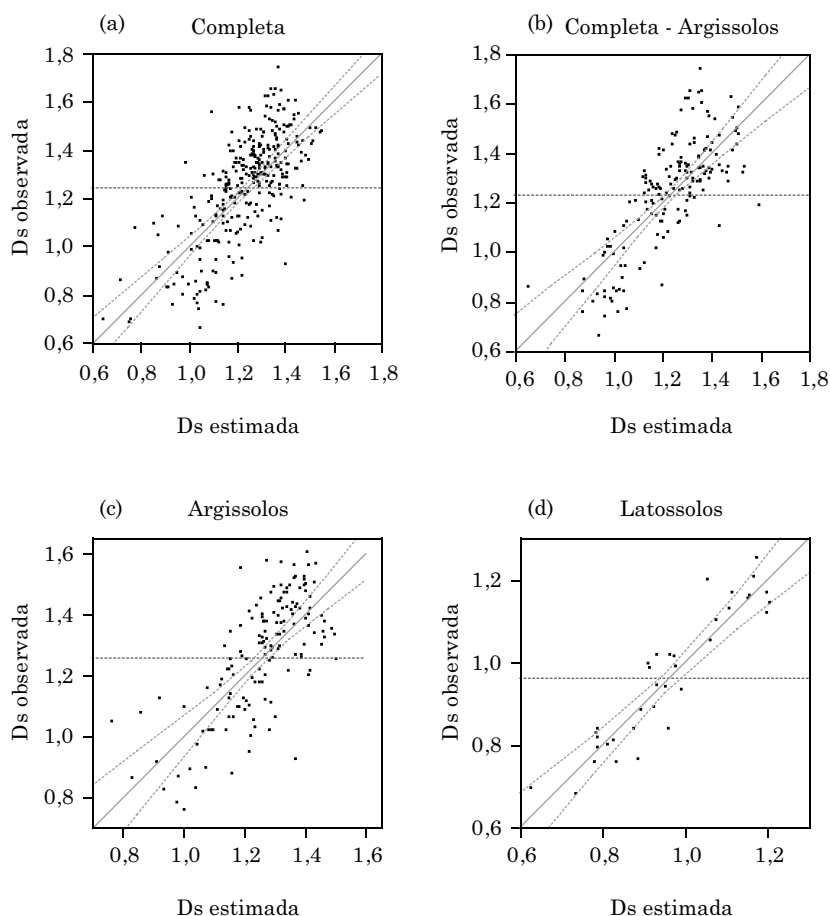 (a) Completa
1,8
1,6
1,4
1,2
1,0
0,8
0,6
Ds observada
0,6 0,8 1,0 1,2 1,4 1,6 1,8
Ds estimada
(b) Completa - Argissolos
1,8
1,6
1,4
1,2
1,0
0,8
0,6
Ds observada
0,6 0,8 1,0 1,2 1,4 1,6 1,8
Ds estimada
(c) Argissolos
1,6
1,4
1,2
1,0
0,8
Ds observada
0,8 1,0 1,2 1,4 1,6
Ds estimada
(d) Latossolos
1,2
1,0
0,8
0,6
Ds observada
0,6 0,8 1,0 1,2
Ds estimada